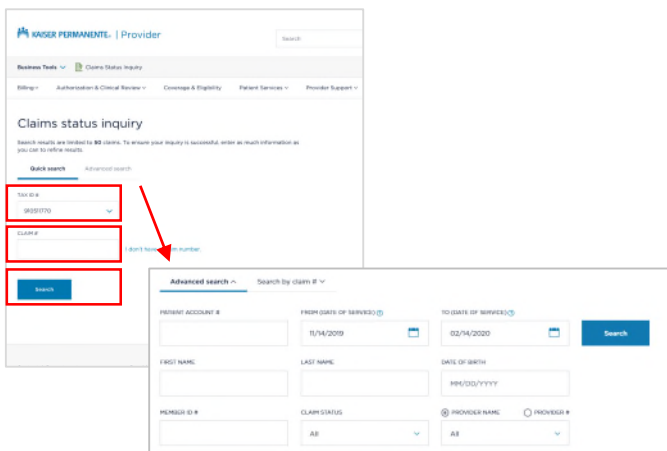 KAISER PERMANENTE® | Provider
Search
Business Tools Claims Status Inquiry
Billing Authorization & Clinical Review Coverage & Eligibility Patient Services Provider Support
Claims status inquiry
Search results are limited to 50 claims. To ensure your inquiry is successful, enter as much information as
you can to refine results.
Quick search Advanced search
TAX ID #
CLAIM #
I don't have number.
Search
Advanced search Search by claim #
PATIENT ACCOUNT # FROM (DATE OF SERVICE) TO (DATE OF SERVICE)
11/14/2019 02/14/2020 Search
FIRST NAME LAST NAME DATE OF BIRTH
MM/DD/YYYY
MEMBER ID # CLAIM STATUS PROVIDER NAME PROVIDER #
All All